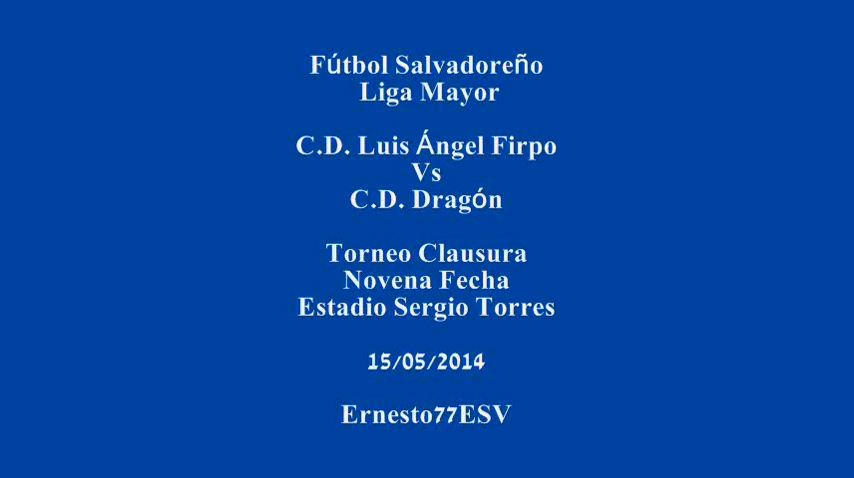 Fútbol Salvadoreño
Liga Mayor
C.D. Luis Ángel Firpo
Vs
C.D. Dragón
Torneo Clausura
Novena Fecha
Estadio Sergio Torres
15/05/2014
Ernesto77ESV